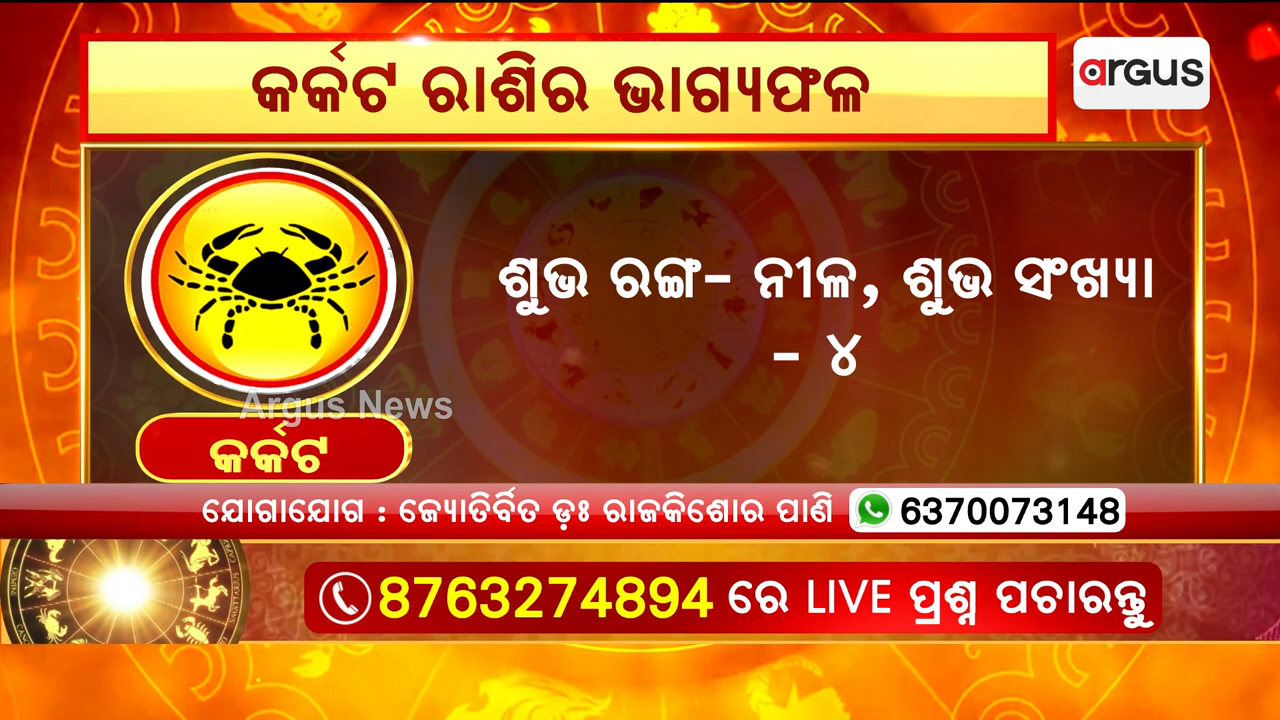 କର୍କଟ ରାଶିର ଭାଗ୍ୟଫଳ
argus
ଶୁଭ ରଙ୍ଗ- ନୀଳ, ଶୁଭ ସଂଖ୍ୟା
- ୪
Argus News
କର୍କଟ
ଯୋଗାଯୋଗ : ଜ୍ୟୋତିର୍ବିତ ଡ଼ଃ ରାଜକିଶୋର ପାଣି 6370073148
8763274894 ରେ LIVE ପ୍ରଶ୍ନ ପଚାରନ୍ତୁ